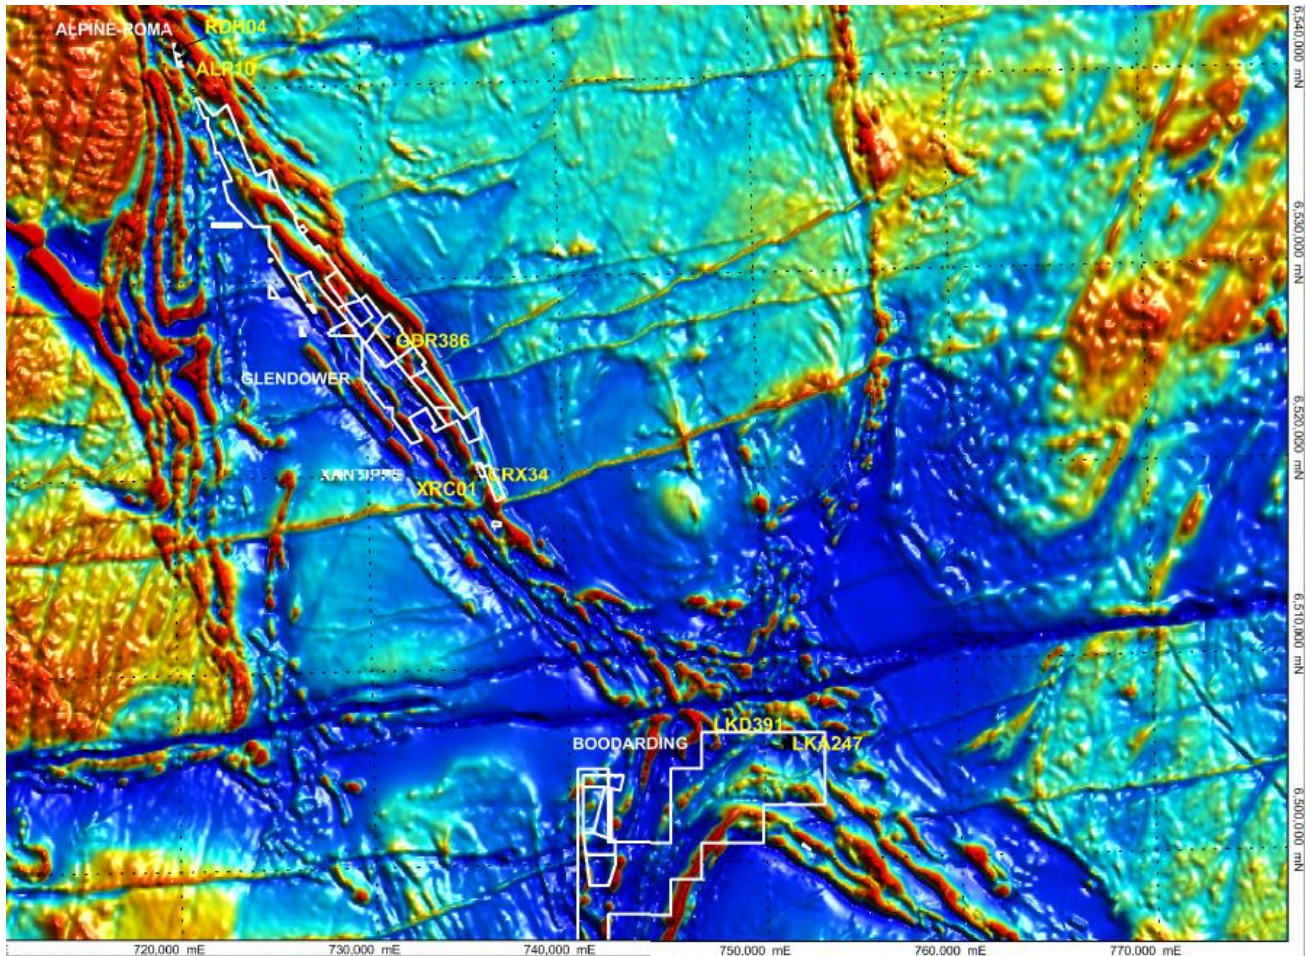 ALPINE-ROMA
RDH04
ALR10
GDR386
GLENDOWER
XANTIPPE
CRX34
XRC01
LKD391
BOODARDING
LKA247
6,540,000 mN
6,530,000 mN
6,520,000 mN
6,510,000 mN
6,500,000 mN
720,000 mE
730,000 mE
740,000 mE
750,000 mE
760,000 mE
770,000 mE